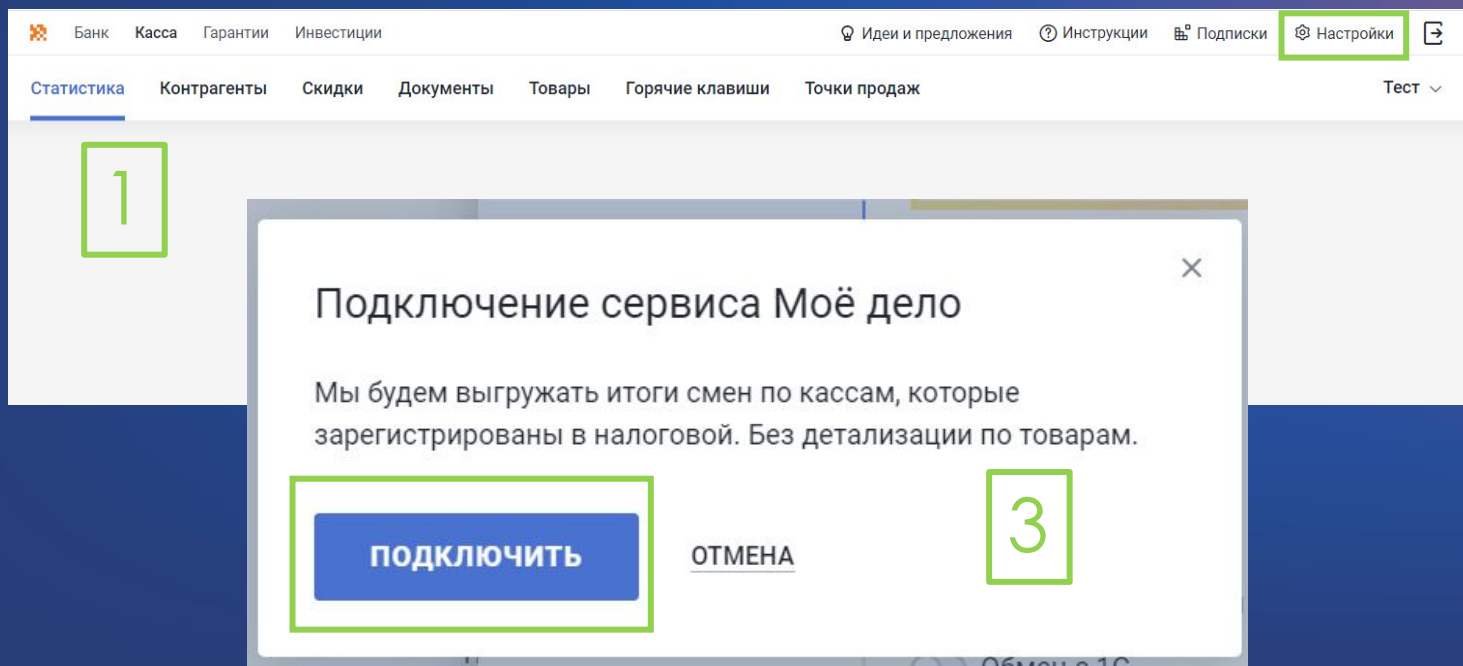 Банк Касса Гарантии Инвестиции Идеи и предложения Инструкции Подписки Настройки
Статистика Контрагенты Скидки Документы Товары Горячие клавиши Точки продаж Тест
1
Подключение сервиса Моё дело
Мы будем выгружать итоги смен по кассам, которые
зарегистрированы в налоговой. Без детализации по товарам.
3
ПОДКЛЮЧИТЬ ОТМЕНА
Обмен с 1С